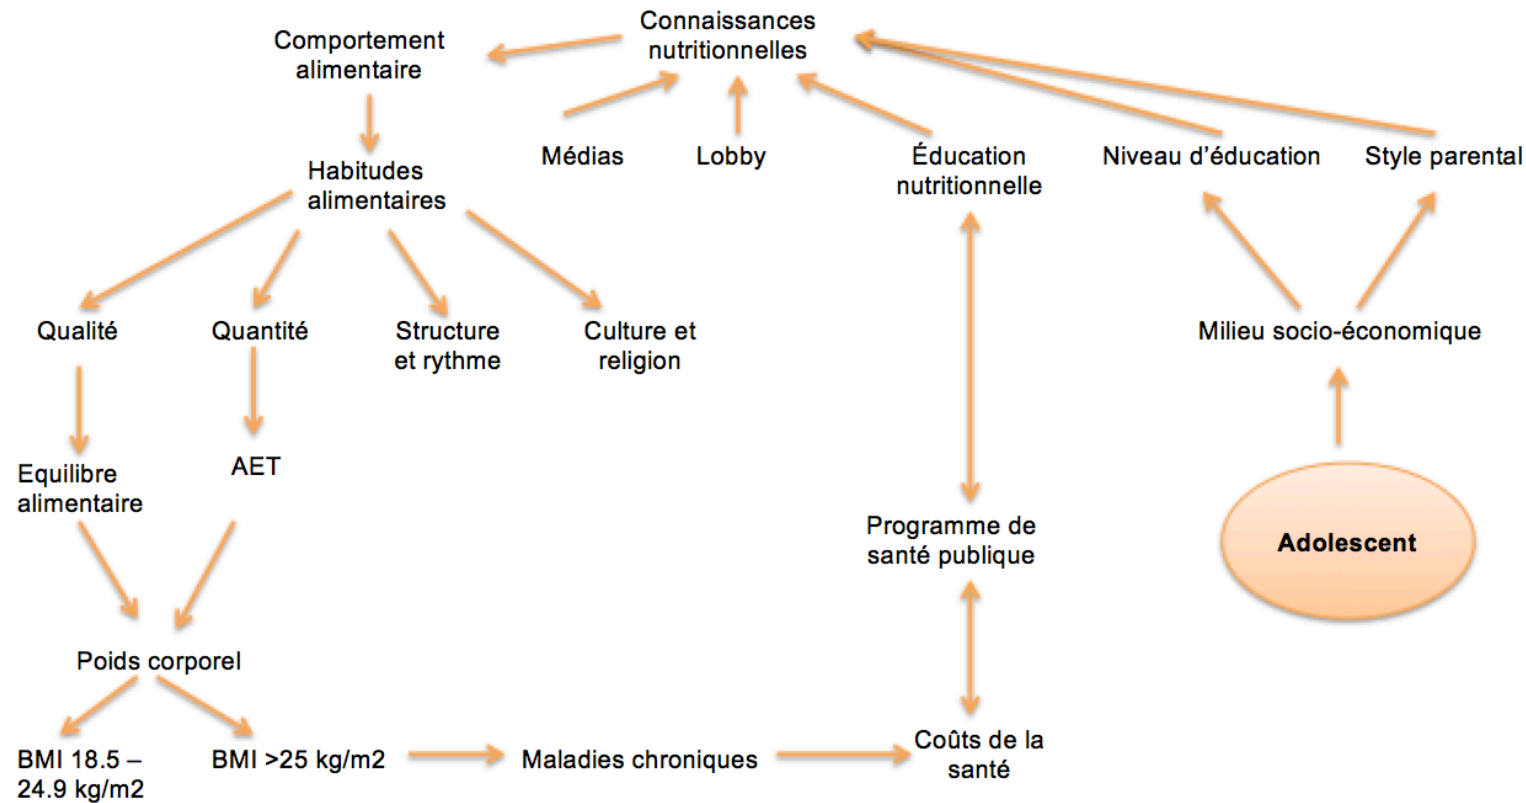 Connaissances
nutritionnelles
Comportement
alimentaire
Médias
Lobby
Éducation
nutritionnelle
Niveau d'éducation
Style parental
Habitudes
alimentaires
Qualité
Quantité
Structure
et rythme
Culture et
religion
Milieu socio-économique
Equilibre
alimentaire
AET
Programme de
santé publique
Adolescent
Poids corporel
BMI 18.5 –
24.9 kg/m2
BMI >25 kg/m2
Maladies chroniques
Coûts de la
santé